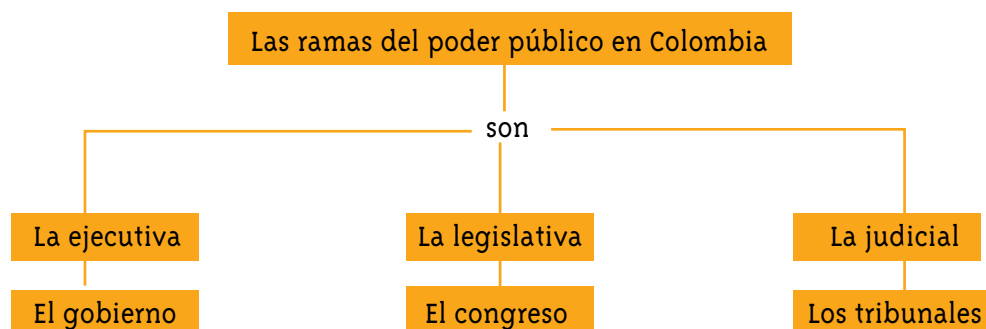 Las ramas del poder público en Colombia
son
La ejecutiva
La legislativa
La judicial
El gobierno
El congreso
Los tribunales